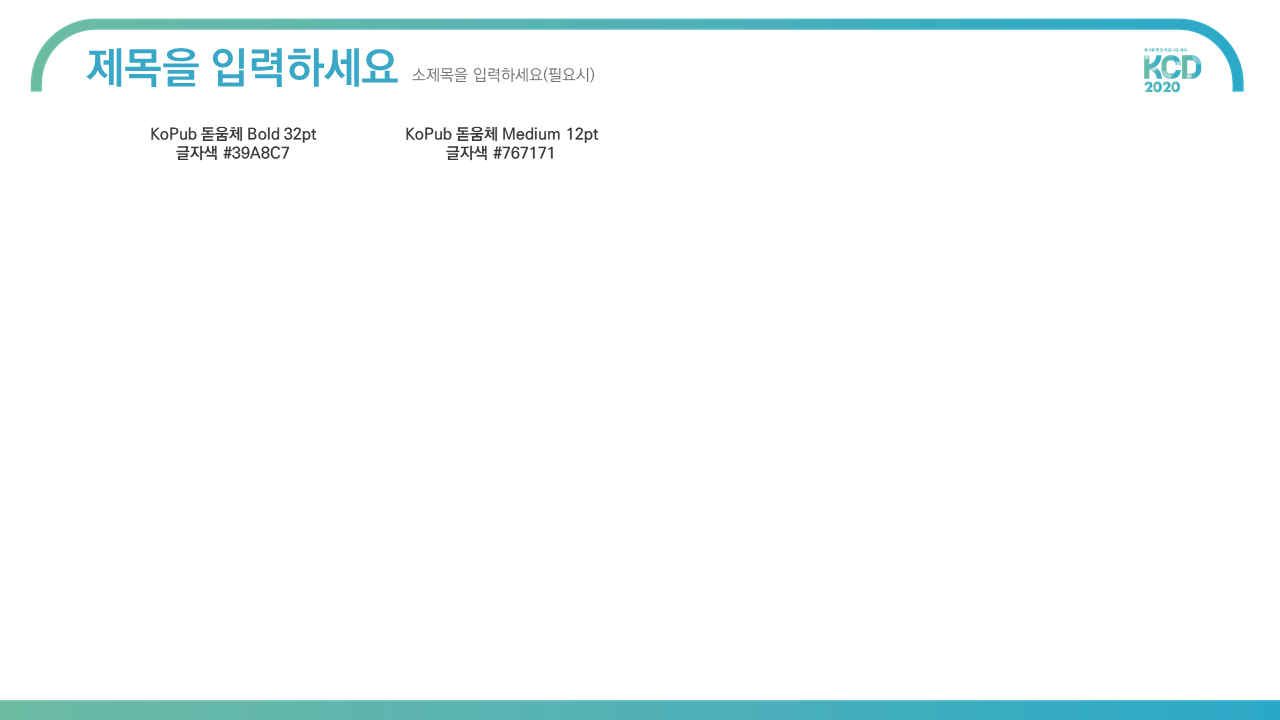 제목을 입력하세요 소제목을 입력하세요(필요시)
KCD
2020
KoPub 돋움체 Bold 32pt
글자색 #39A8C7
KoPub 돋움체 Medium 12pt
글자색 #767171